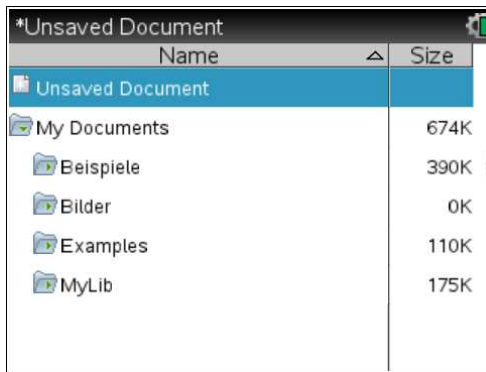 *Unsaved Document
Name Size
Unsaved Document
My Documents 674K
Beispiele 390K
Bilder 0K
Examples 110K
MyLib 175K